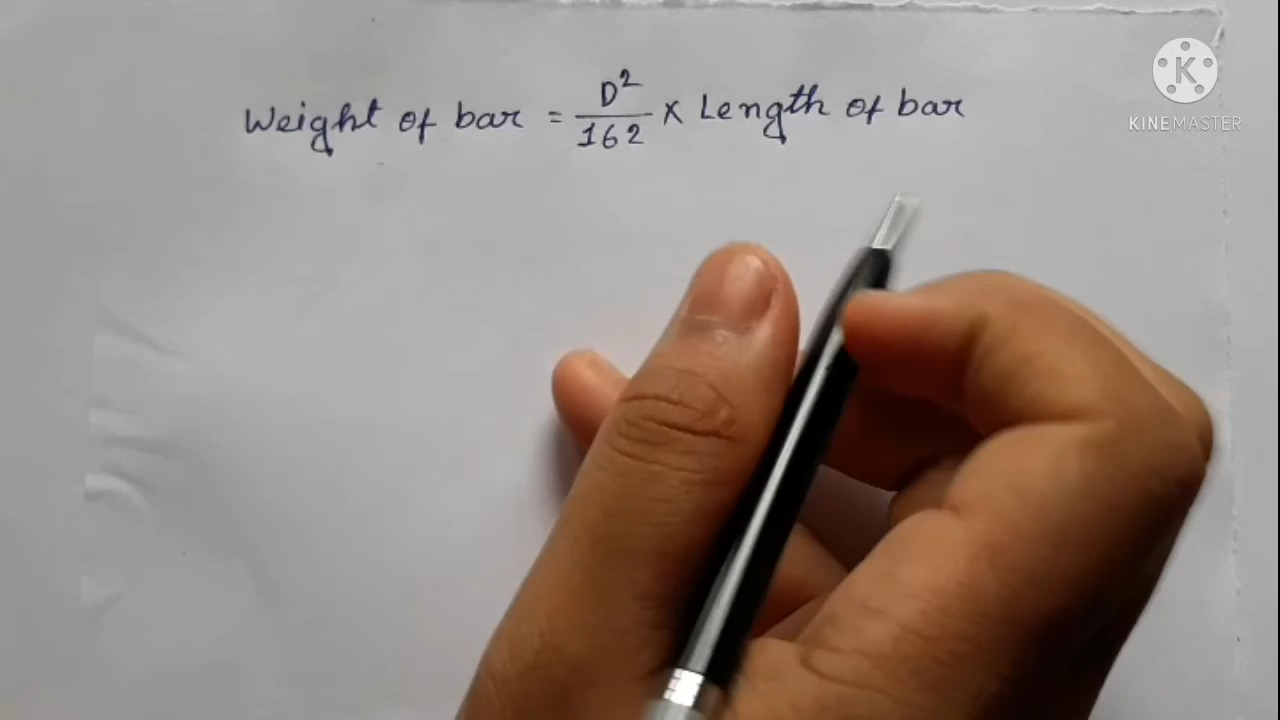 Weight of bar = D²/162 × Length of bar
K
KINEMASTER